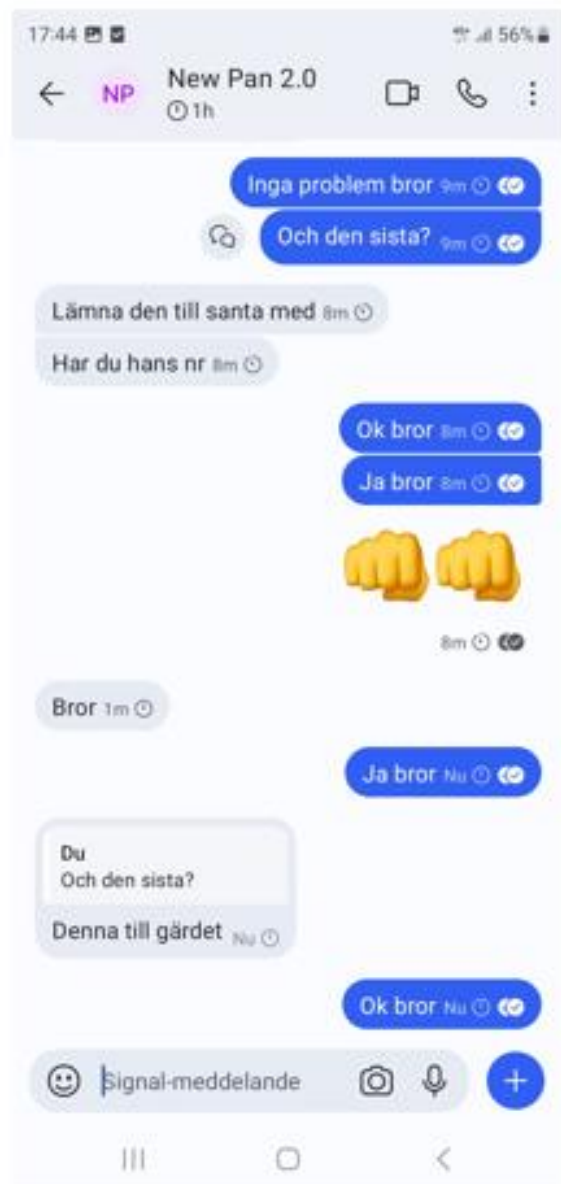 17:44 56%
NP New Pan 2.0
1h
Inga problem bror 9m
Och den sista? 9m
Lämna den till santa med 8m
Har du hans nr 8m
Ok bror 8m
Ja bror 8m
8m
Bror 1m
Ja bror Nu
Du
Och den sista?
Denna till gärdet Nu
Ok bror Nu
Signal-meddelande